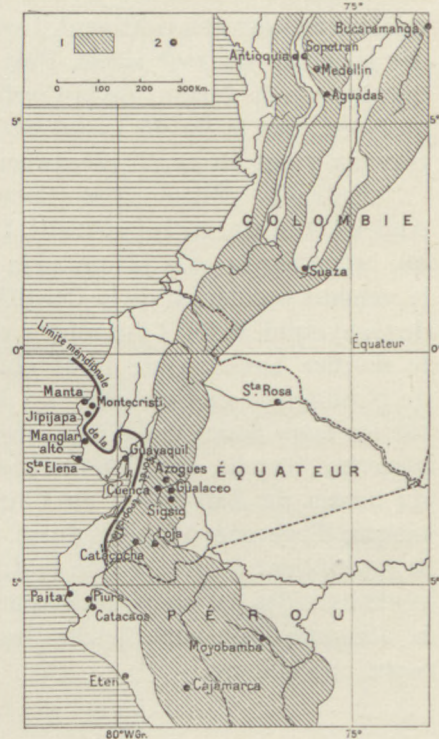 75°
1
2
0 100 200 300 Km.
Bucaramanga
Antioquia
Sopetran
Medellin
Aguadas
5°
5°
COLOMBIE
Suaza
Limite méridionale
de la
0°
Équateur
0°
Manta
Montecristi
Jipijapa
Manglar
alto
Sta. Elena
Guayaquil
Sta. Rosa
ÉQUATEUR
Azogues
Cuenca
Gualaceo
Sigsig
Catacocha
Loja
5°
5°
Paita
Piura
Catacaos
PÉROU
Moyobamba
Eten
Cajamarca
80°W Gr.
75°